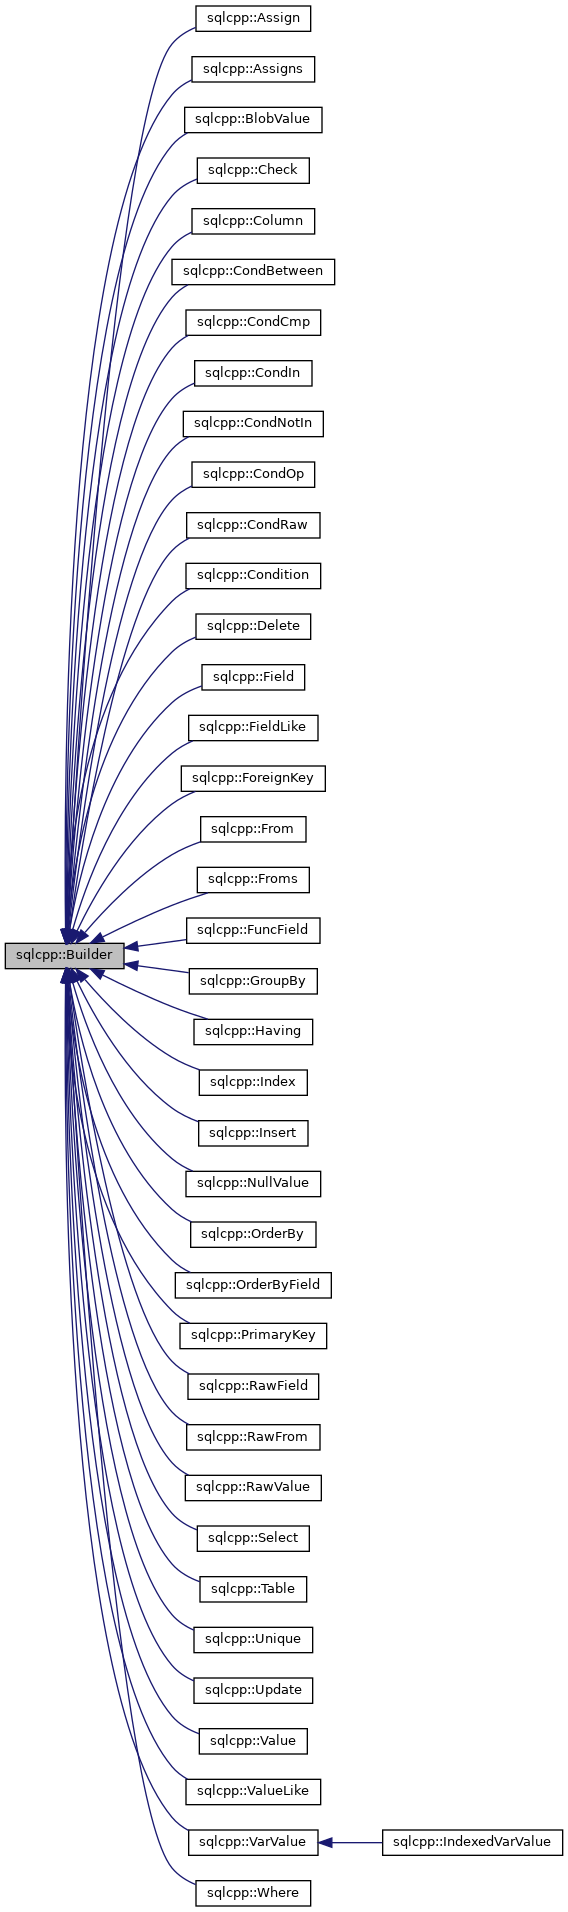 sqlcpp::Assign
sqlcpp::Assigns
sqlcpp::BlobValue
sqlcpp::Check
sqlcpp::Column
sqlcpp::CondBetween
sqlcpp::CondCmp
sqlcpp::CondIn
sqlcpp::CondNotIn
sqlcpp::CondOp
sqlcpp::CondRaw
sqlcpp::Condition
sqlcpp::Delete
sqlcpp::Field
sqlcpp::FieldLike
sqlcpp::ForeignKey
sqlcpp::From
sqlcpp::Froms
sqlcpp::FuncField
sqlcpp::Builder
sqlcpp::GroupBy
sqlcpp::Having
sqlcpp::Index
sqlcpp::Insert
sqlcpp::NullValue
sqlcpp::OrderBy
sqlcpp::OrderByField
sqlcpp::PrimaryKey
sqlcpp::RawField
sqlcpp::RawFrom
sqlcpp::RawValue
sqlcpp::Select
sqlcpp::Table
sqlcpp::Unique
sqlcpp::Update
sqlcpp::Value
sqlcpp::ValueLike
sqlcpp::VarValue
sqlcpp::IndexedVarValue
sqlcpp::Where